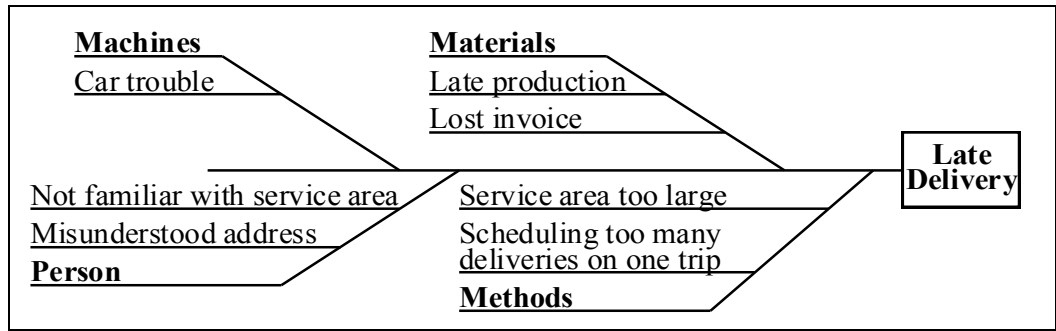 Machines
Car trouble
Materials
Late production
Lost invoice
Late
Delivery
Not familiar with service area
Misunderstood address
Person
Service area too large
Scheduling too many
deliveries on one trip
Methods